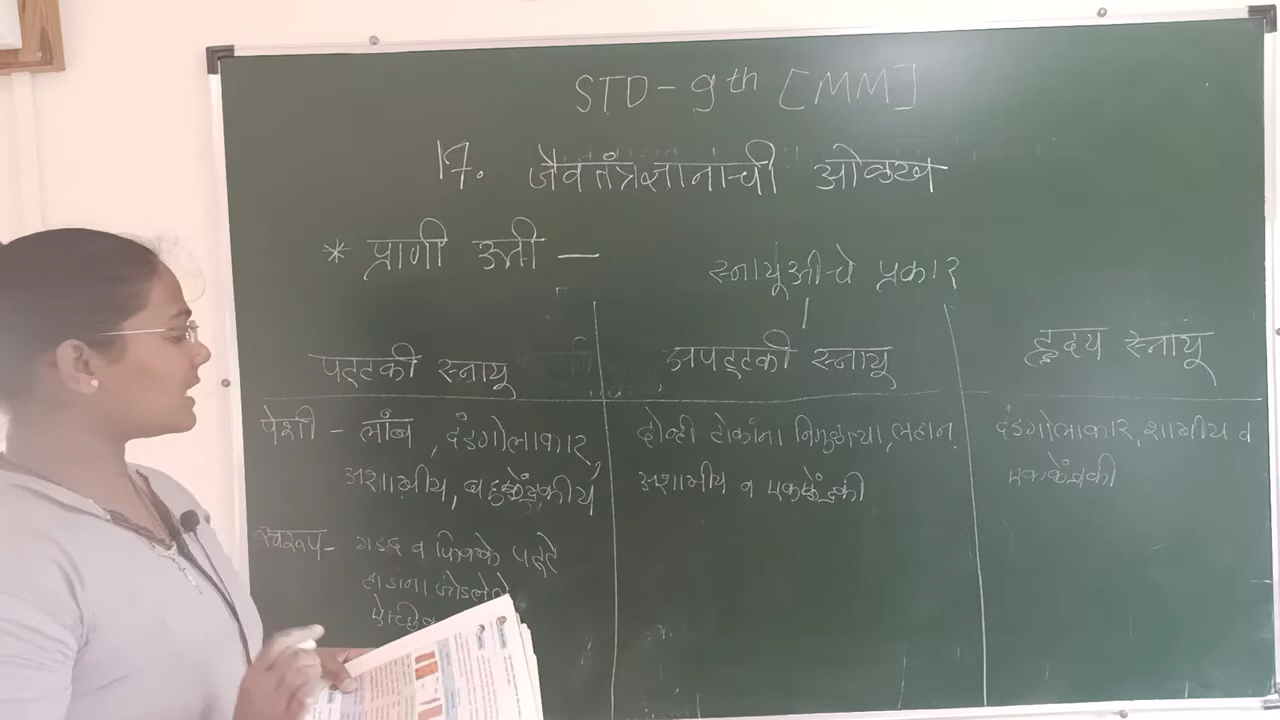 STD - 9th [MM]
17. जैवतंत्रज्ञानाची ओळख
* प्राणी ऊती —
स्नायूऊतीचे प्रकार
पट्टकी स्नायू
अपट्टकी स्नायू
हृदय स्नायू
पेशी - लांब, दंडगोलाकार,
अशाखीय, बहुकेंद्रकीय
स्वरूप- गडद व फिक्के पट्टे
हाडांना जोडलेले
ऐच्छिक
दोन्ही टोकांना निमुळत्या, लहान,
अशाखीय व एककेंद्रकी
दंडगोलाकार, शाखीय व
एककेंद्रकी